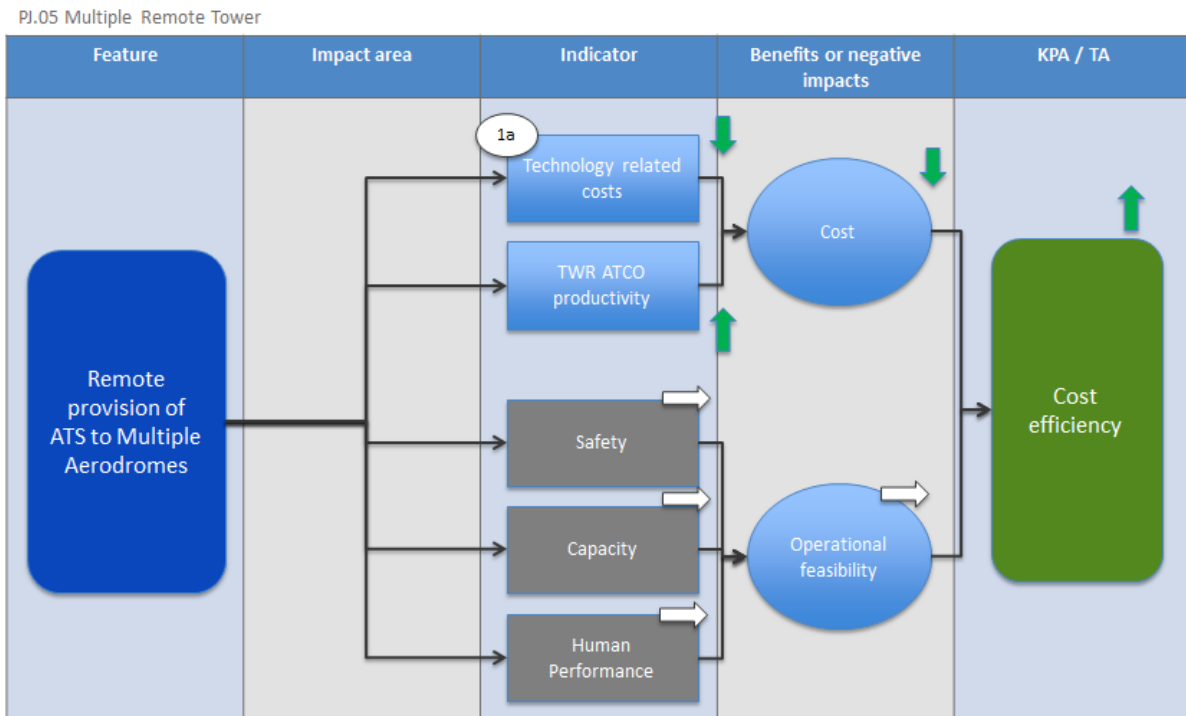 PJ.05 Multiple Remote Tower
Feature
Impact area
Indicator
Benefits or negative
impacts
KPA / TA
1a
Technology related
costs
Cost
TWR ATCO
productivity
Remote
provision of
ATS to Multiple
Aerodromes
Safety
Capacity
Operational
feasibility
Human
Performance
Cost
efficiency